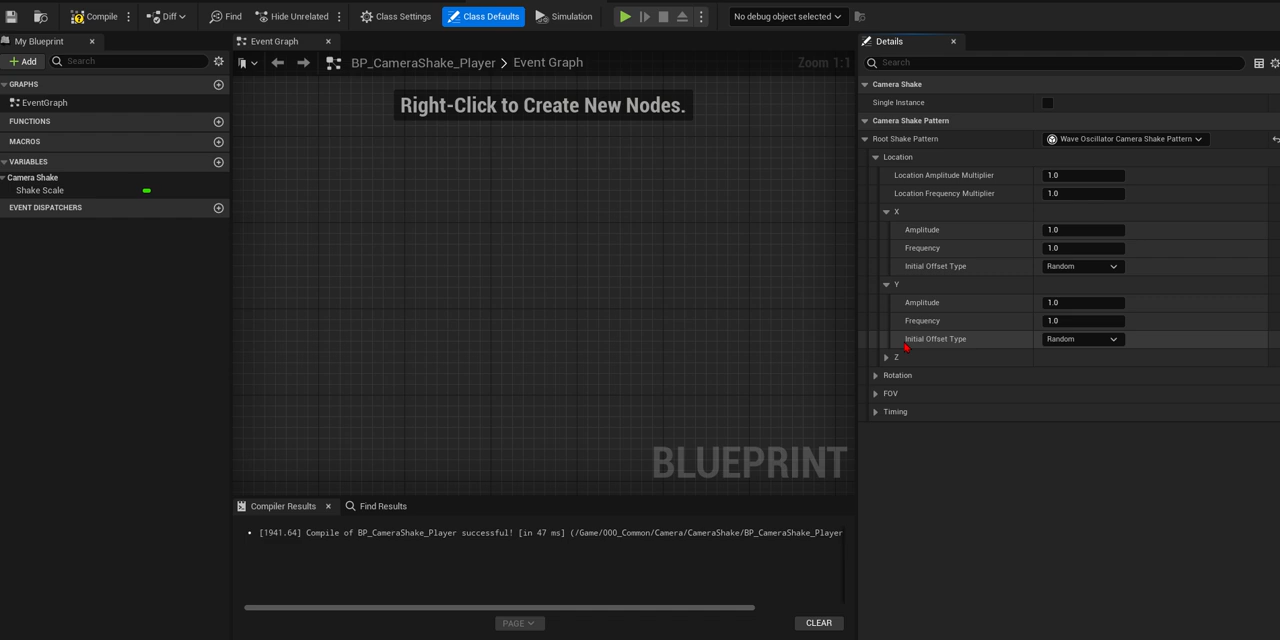 Compile
Diff
Find
Hide Unrelated
Class Settings
Class Defaults
Simulation
No debug object selected
My Blueprint
Event Graph
Details
Add
Search
BP_CameraShake_Player > Event Graph
Zoom 1:1
Search
GRAPHS
EventGraph
FUNCTIONS
MACROS
VARIABLES
Camera Shake
Shake Scale
EVENT DISPATCHERS
Right-Click to Create New Nodes.
BLUEPRINT
Camera Shake
Single Instance
Camera Shake Pattern
Root Shake Pattern Wave Oscillator Camera Shake Pattern
Location
Location Amplitude Multiplier 1.0
Location Frequency Multiplier 1.0
X
Amplitude 1.0
Frequency 1.0
Initial Offset Type Random
Y
Amplitude 1.0
Frequency 1.0
Initial Offset Type Random
Z
Rotation
FOV
Timing
Compiler Results
Find Results
[1941.64] Compile of BP_CameraShake_Player successful! [in 47 ms] (/Game/000_Common/Camera/CameraShake/BP_CameraShake_Player
PAGE
CLEAR